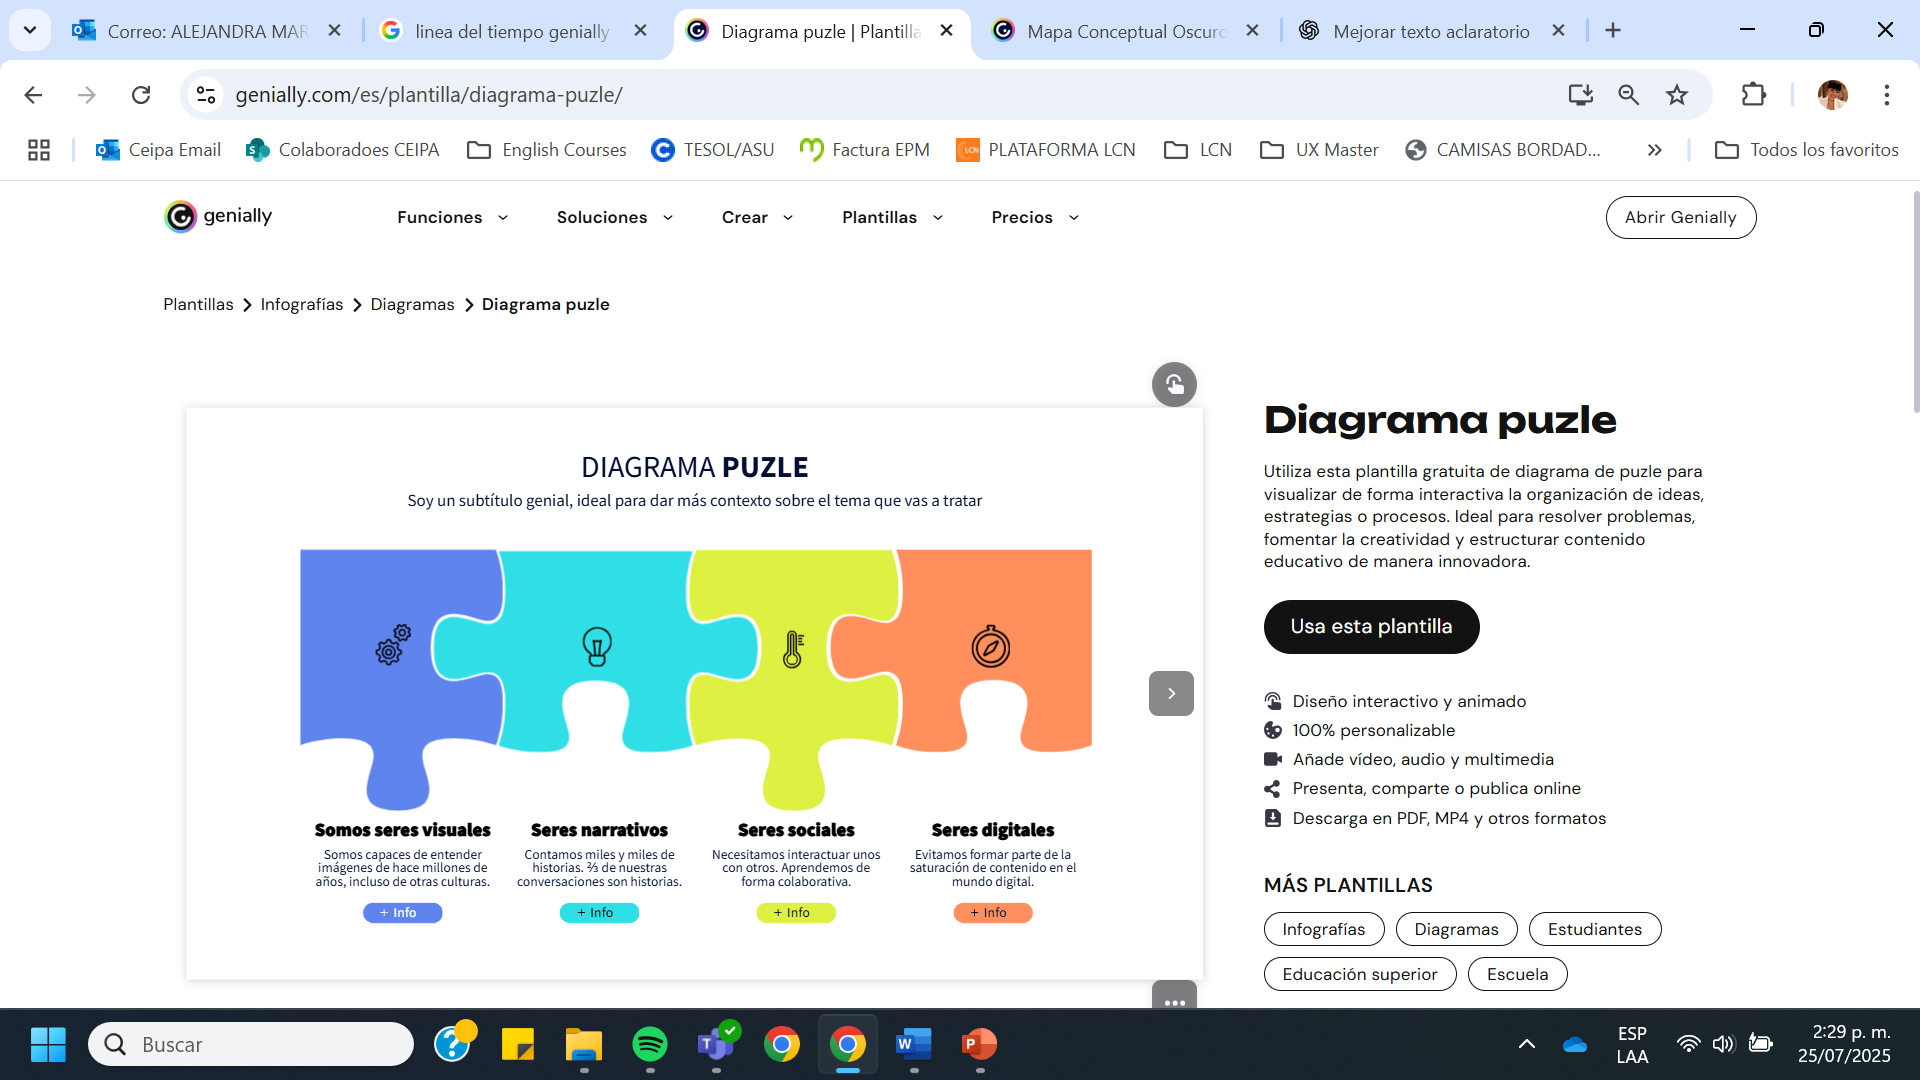 Correo: ALEJANDRA MAR
linea del tiempo genially
Diagrama puzle | Plantilla
Mapa Conceptual Oscuro
Mejorar texto aclaratorio
genially.com/es/plantilla/diagrama-puzle/
Ceipa Email
Colaboradoes CEIPA
English Courses
TESOL/ASU
Factura EPM
PLATAFORMA LCN
LCN
UX Master
CAMISAS BORDAD...
Todos los favoritos
genially
Funciones
Soluciones
Crear
Plantillas
Precios
Abrir Genially
Plantillas > Infografías > Diagramas > Diagrama puzle
DIAGRAMA PUZLE
Soy un subtítulo genial, ideal para dar más contexto sobre el tema que vas a tratar
Somos seres visuales
Somos capaces de entender
imágenes de hace millones de
años, incluso de otras culturas.
+ Info
Seres narrativos
Contamos miles y miles de
historias. ⅔ de nuestras
conversaciones son historias.
+ Info
Seres sociales
Necesitamos interactuar unos
con otros. Aprendemos de
forma colaborativa.
+ Info
Seres digitales
Evitamos formar parte de la
saturación de contenido en el
mundo digital.
+ Info
Diagrama puzle
Utiliza esta plantilla gratuita de diagrama de puzle para
visualizar de forma interactiva la organización de ideas,
estrategias o procesos. Ideal para resolver problemas,
fomentar la creatividad y estructurar contenido
educativo de manera innovadora.
Usa esta plantilla
Diseño interactivo y animado
100% personalizable
Añade vídeo, audio y multimedia
Presenta, comparte o publica online
Descarga en PDF, MP4 y otros formatos
MÁS PLANTILLAS
Infografías
Diagramas
Estudiantes
Educación superior
Escuela
Buscar
ESP
LAA
2:29 p. m.
25/07/2025